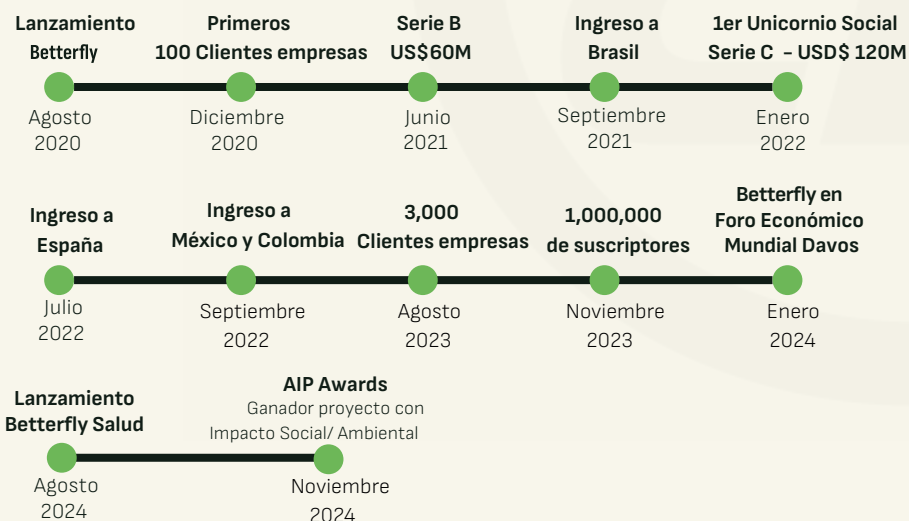 Lanzamiento
Betterfly
Primeros
100 Clientes empresas
Serie B
US$60M
Ingreso a
Brasil
1er Unicornio Social
Serie C - USD$ 120M
Agosto
2020
Diciembre
2020
Junio
2021
Septiembre
2021
Enero
2022
Ingreso a
España
Ingreso a
México y Colombia
3,000
Clientes empresas
1,000,000
de suscriptores
Betterfly en
Foro Económico
Mundial Davos
Julio
2022
Septiembre
2022
Agosto
2023
Noviembre
2023
Enero
2024
Lanzamiento
Betterfly Salud
AIP Awards
Ganador proyecto con
Impacto Social/ Ambiental
Agosto
2024
Noviembre
2024